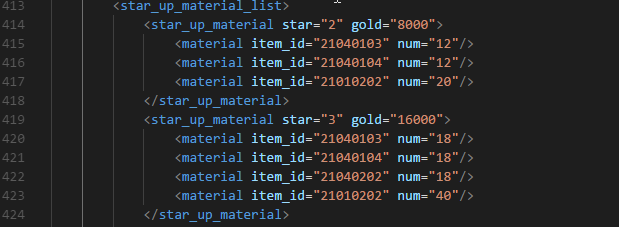 413 <star_up_material_list>
414 <star_up_material star="2" gold="8000">
415 <material item_id="21040103" num="12"/>
416 <material item_id="21040104" num="12"/>
417 <material item_id="21010202" num="20"/>
418 </star_up_material>
419 <star_up_material star="3" gold="16000">
420 <material item_id="21040103" num="18"/>
421 <material item_id="21040104" num="18"/>
422 <material item_id="21040202" num="18"/>
423 <material item_id="21010202" num="40"/>
424 </star_up_material>